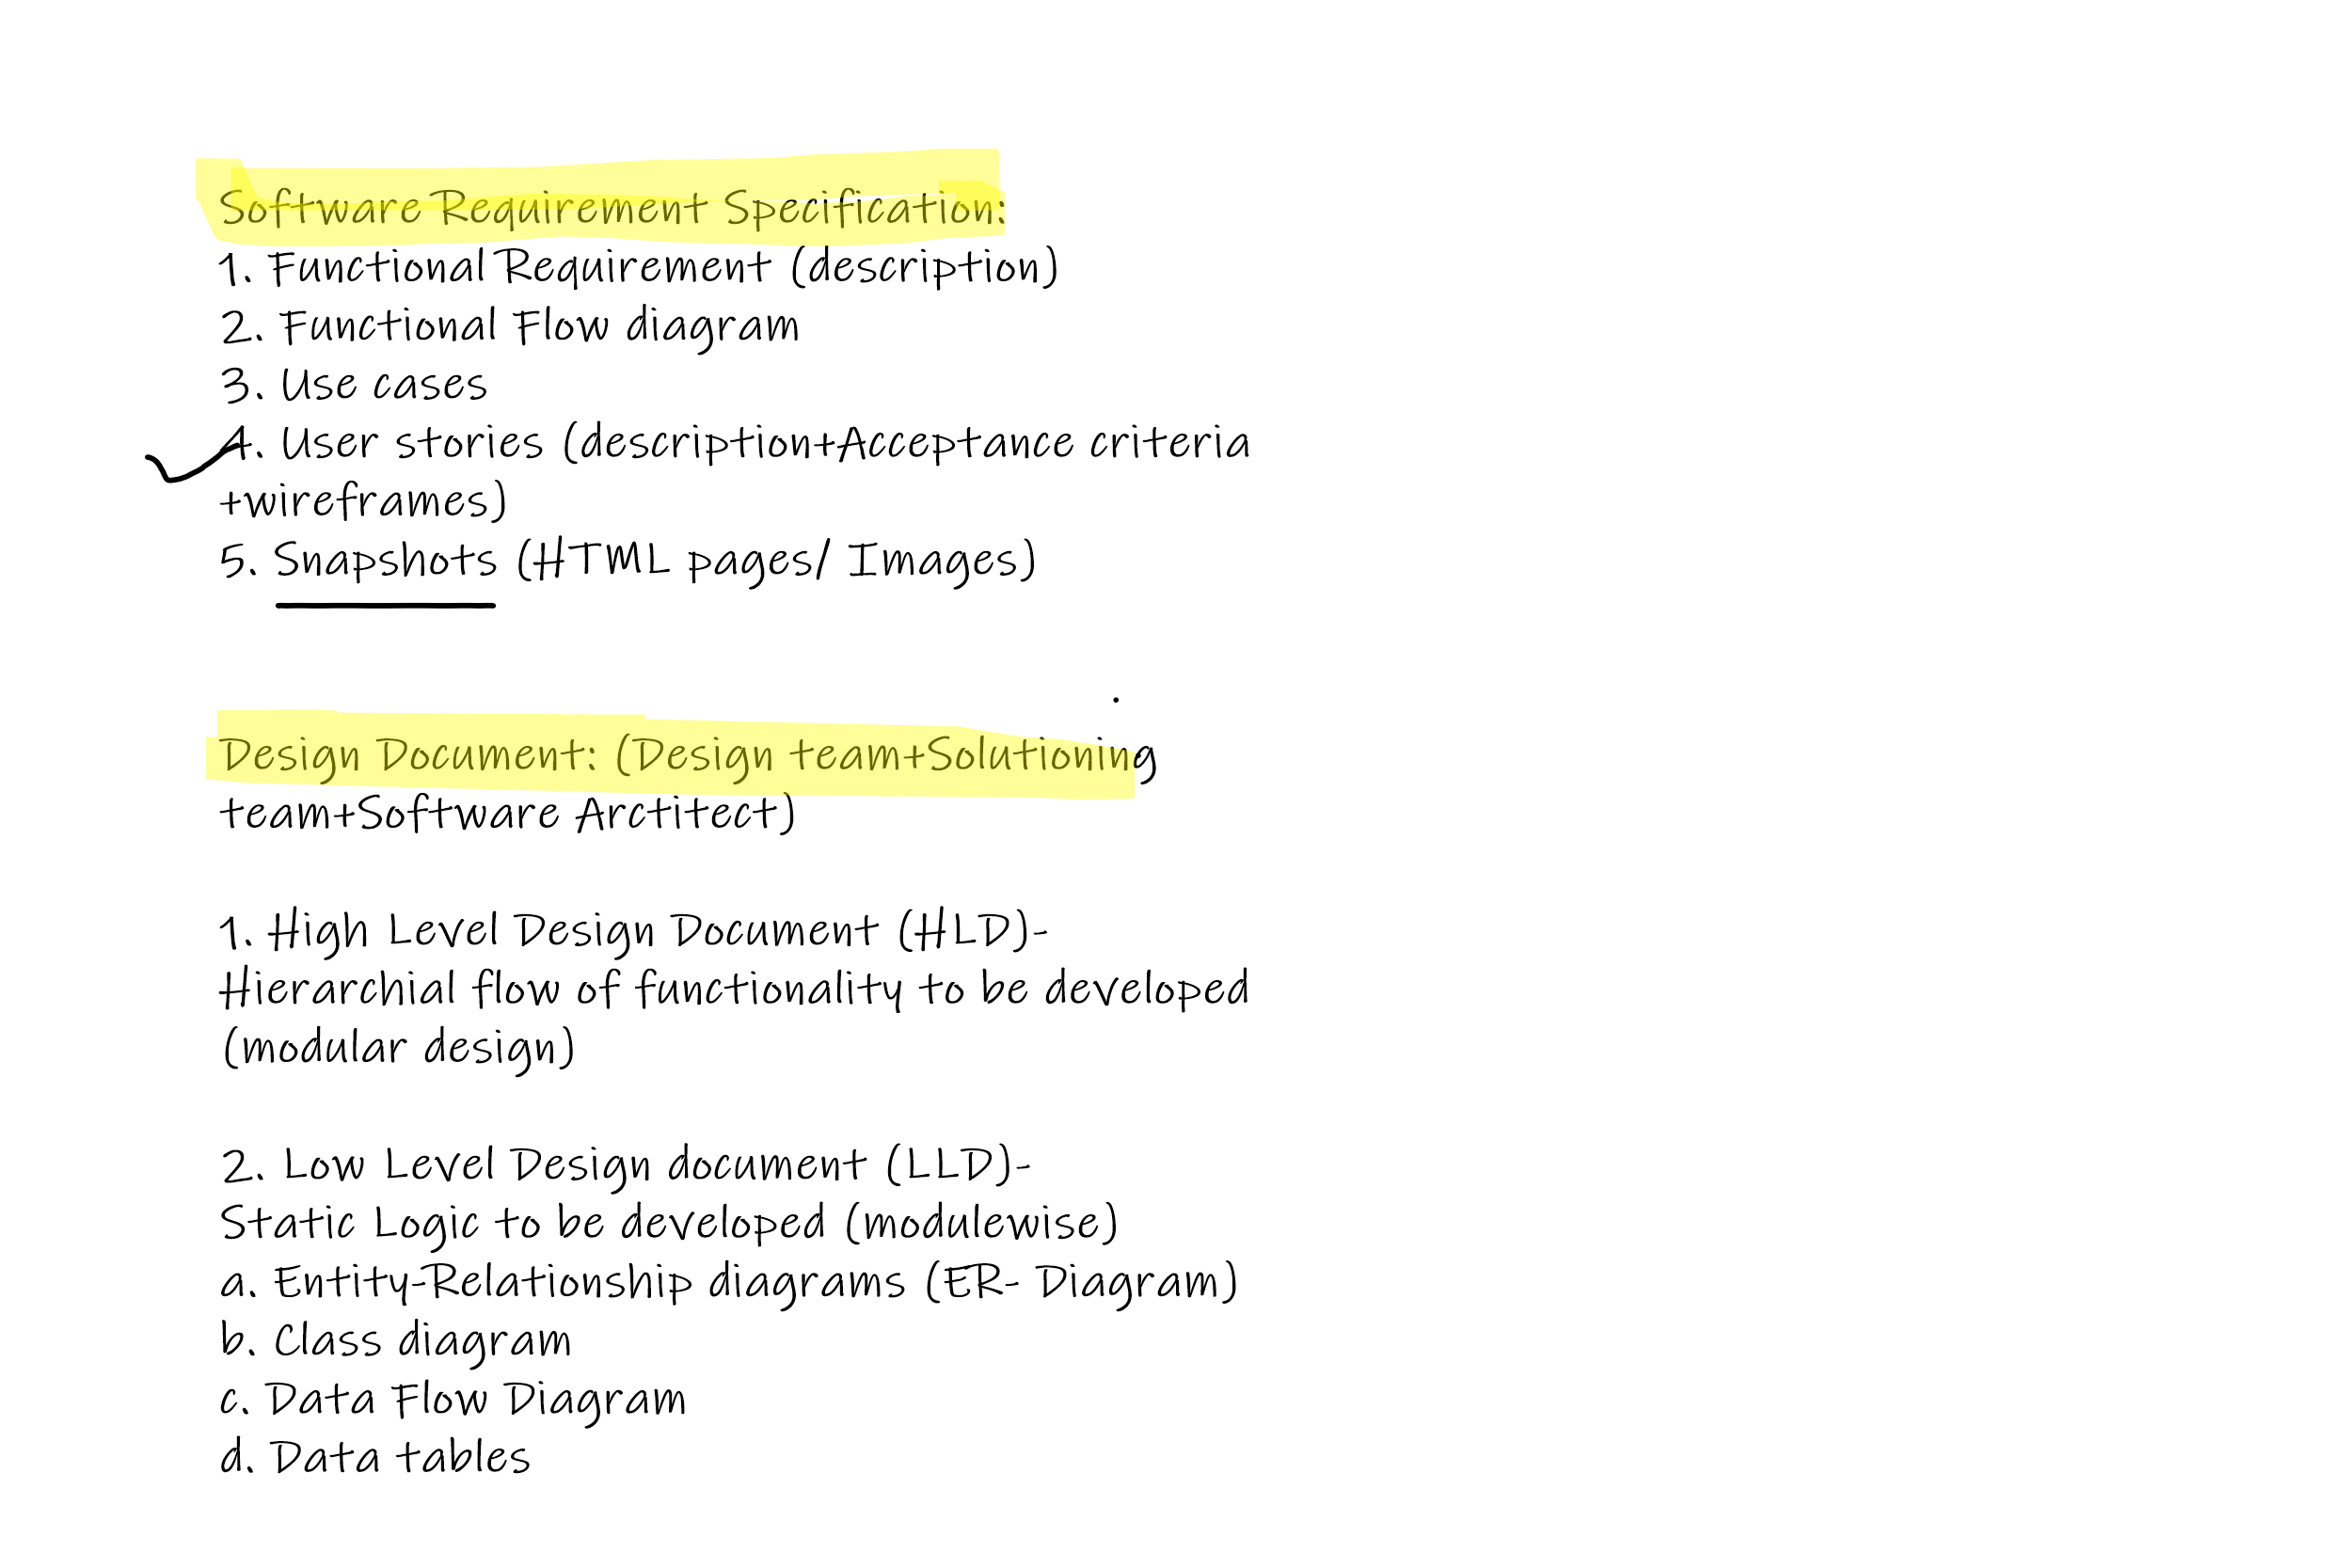 Software Requirement Specification:
1. Functional Requirement (description)
2. Functional Flow diagram
3. Use cases
4. User stories (description+Acceptance criteria
+wireframes)
5. Snapshots (HTML pages/ Images)
Design Document: (Design team+Solutioning
team+Software Arctitect)
1. High Level Design Document (HLD)-
Hierarchial flow of functionality to be developed
(modular design)
2. Low Level Design document (LLD)-
Static Logic to be developed (modulewise)
a. Entity-Relationship diagrams (ER- Diagram)
b. Class diagram
c. Data Flow Diagram
d. Data tables